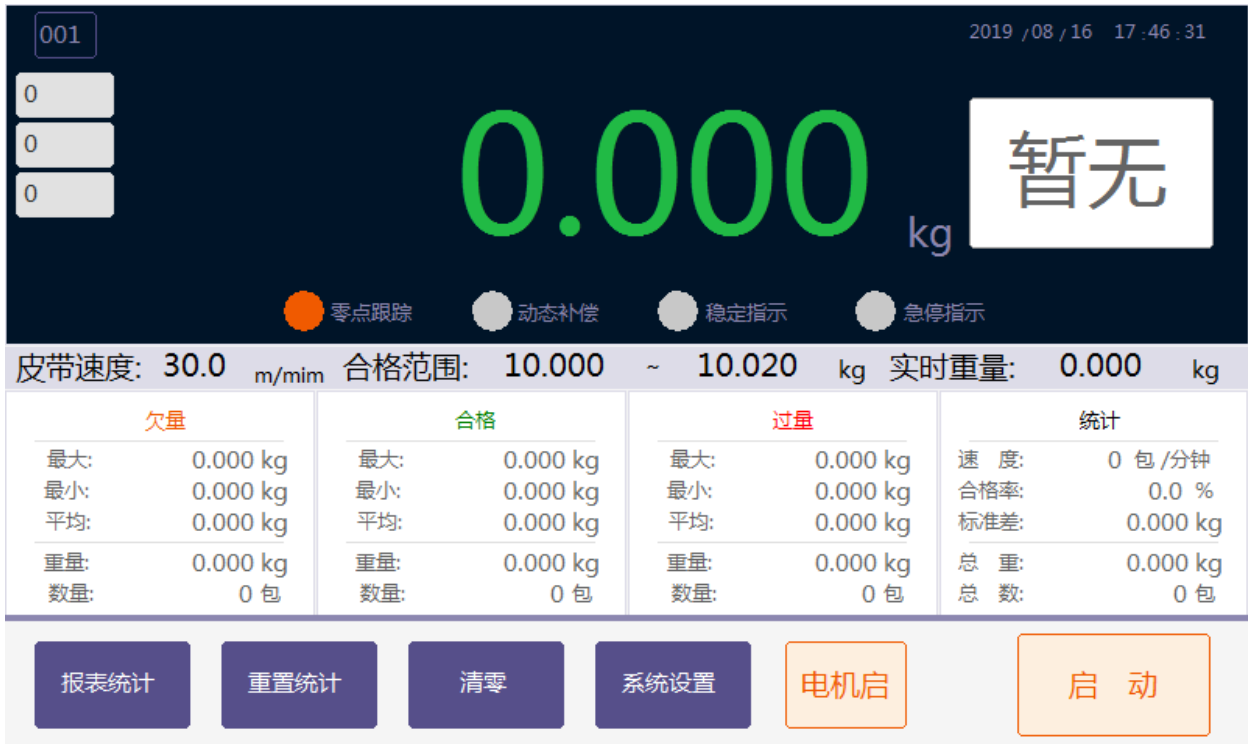 001
2019 / 08 / 16 17 : 46 : 31
0
0
0
0.000 kg
暂无
零点跟踪 动态补偿 稳定指示 急停指示
皮带速度: 30.0 m/mim 合格范围: 10.000 ~ 10.020 kg 实时重量: 0.000 kg
欠量 合格 过量 统计
最大: 0.000 kg 最大: 0.000 kg 最大: 0.000 kg 速 度: 0 包 /分钟
最小: 0.000 kg 最小: 0.000 kg 最小: 0.000 kg 合格率: 0.0 %
平均: 0.000 kg 平均: 0.000 kg 平均: 0.000 kg 标准差: 0.000 kg
重量: 0.000 kg 重量: 0.000 kg 重量: 0.000 kg 总 重: 0.000 kg
数量: 0 包 数量: 0 包 数量: 0 包 总 数: 0 包
报表统计 重置统计 清零 系统设置 电机启 启 动